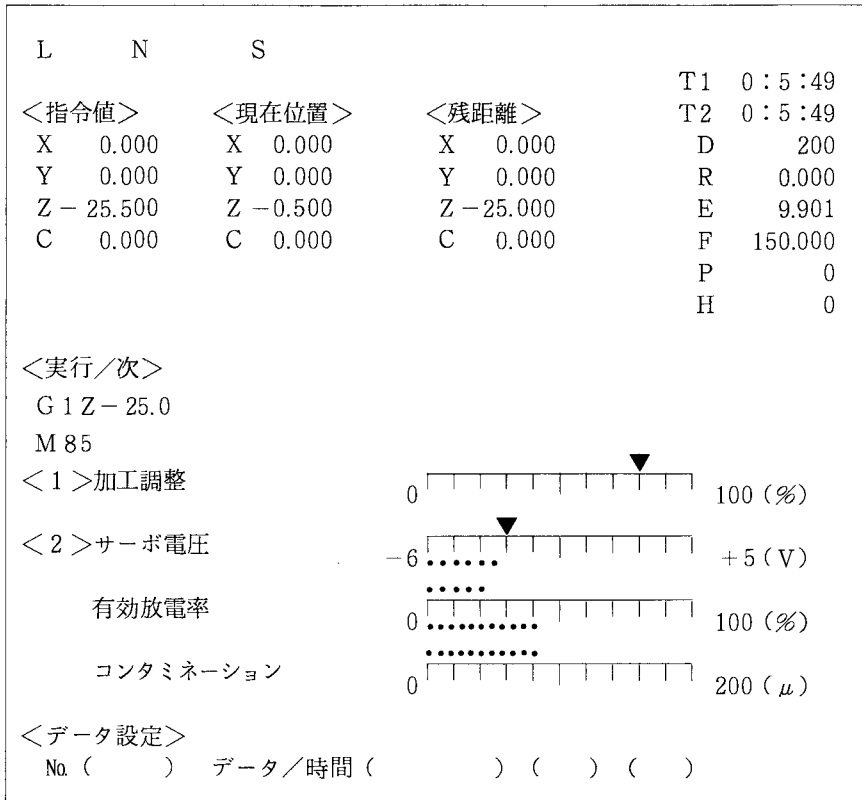 L N S
T1 0:5:49
<指令値> <現在位置> <残距離> T2 0:5:49
X 0.000 X 0.000 X 0.000 D 200
Y 0.000 Y 0.000 Y 0.000 R 0.000
Z-25.500 Z-0.500 Z-25.000 E 9.901
C 0.000 C 0.000 C 0.000 F 150.000
P 0
H 0
<実行/次>
G1Z-25.0
M85
<1>加工調整 0 100(%)
<2>サーボ電圧 -6 +5(V)
有効放電率 0 100(%)
コンタミネーション 0 200(μ)
<データ設定>
No.( ) データ/時間( ) ( ) ( )